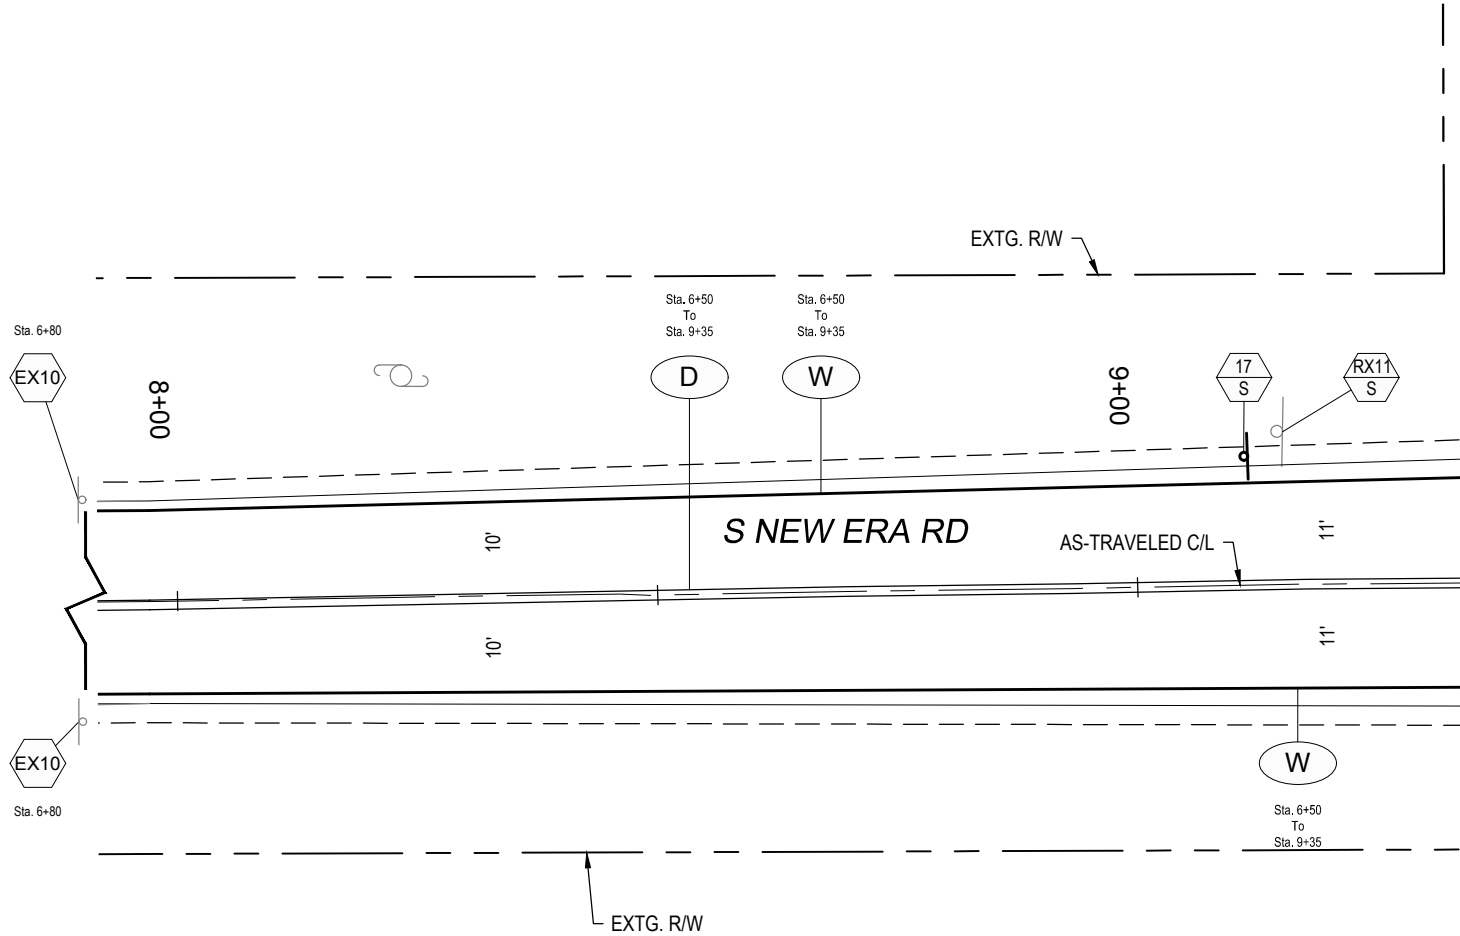 EXTG. R/W
Sta. 6+50
To
Sta. 9+35
Sta. 6+50
To
Sta. 9+35
Sta. 6+80
EX10
8+00
D
W
9+00
17
S
RX11
S
10'
S NEW ERA RD
AS-TRAVELED C/L
11'
10'
11'
EX10
Sta. 6+80
W
Sta. 6+50
To
Sta. 9+35
EXTG. R/W